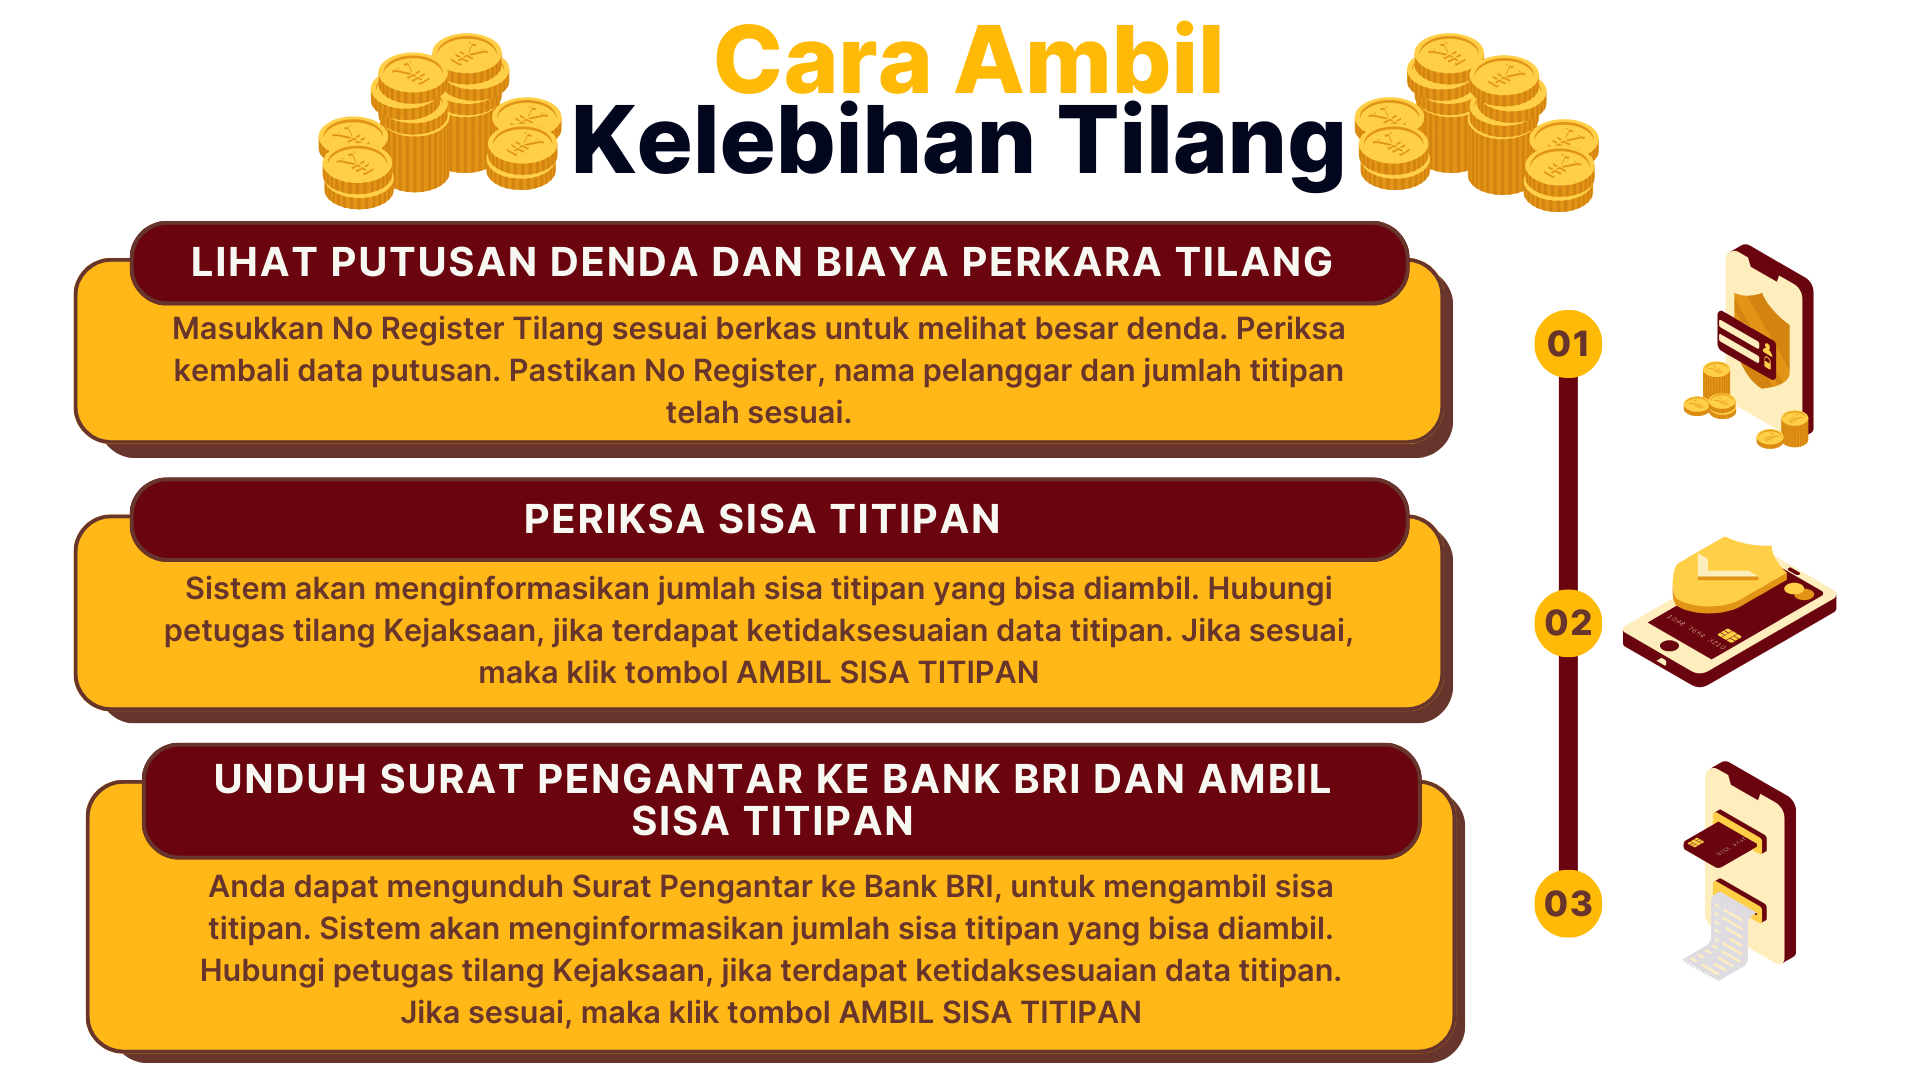 Cara Ambil
Kelebihan Tilang
LIHAT PUTUSAN DENDA DAN BIAYA PERKARA TILANG
Masukkan No Register Tilang sesuai berkas untuk melihat besar denda. Periksa
kembali data putusan. Pastikan No Register, nama pelanggar dan jumlah titipan
telah sesuai.
01
PERIKSA SISA TITIPAN
Sistem akan menginformasikan jumlah sisa titipan yang bisa diambil. Hubungi
petugas tilang Kejaksaan, jika terdapat ketidaksesuaian data titipan. Jika sesuai,
maka klik tombol AMBIL SISA TITIPAN
02
UNDUH SURAT PENGANTAR KE BANK BRI DAN AMBIL
SISA TITIPAN
Anda dapat mengunduh Surat Pengantar ke Bank BRI, untuk mengambil sisa
titipan. Sistem akan menginformasikan jumlah sisa titipan yang bisa diambil.
Hubungi petugas tilang Kejaksaan, jika terdapat ketidaksesuaian data titipan.
Jika sesuai, maka klik tombol AMBIL SISA TITIPAN
03